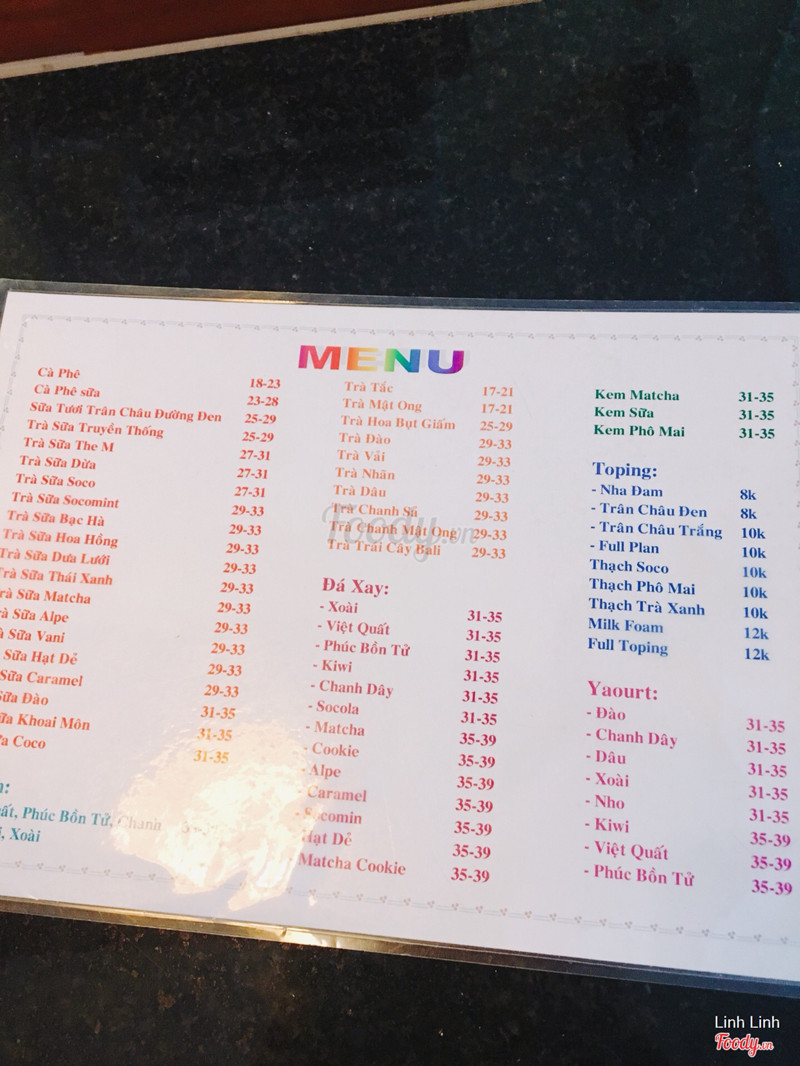 MENU
Cà Phê 18-23
Cà Phê sữa 23-28
Sữa Tươi Trân Châu Đường Đen 25-29
Trà Sữa Truyền Thống 25-29
Trà Sữa The M 27-31
Trà Sữa Dừa 27-31
Trà Sữa Soco 27-31
Trà Sữa Socomint 29-33
Trà Sữa Bạc Hà 29-33
Trà Sữa Hoa Hồng 29-33
Trà Sữa Dưa Lưới 29-33
Trà Sữa Thái Xanh 29-33
rà Sữa Matcha 29-33
à Sữa Alpe 29-33
Sữa Vani 29-33
Sữa Hạt Dẻ 29-33
Sữa Caramel 29-33
ữa Đào 31-35
ữa Khoai Môn 31-35
a Coco 31-35
uất, Phúc Bồn Tử, Chanh
, Xoài
Trà Tắc 17-21
Trà Mật Ong 17-21
Trà Hoa Bụt Giấm 25-29
Trà Đào 29-33
Trà Vải 29-33
Trà Nhãn 29-33
Trà Dâu 29-33
Trà Chanh Sả 29-33
Trà Chanh Mật Ong 29-33
Trà Trái Cây Bali 29-33
Đá Xay:
- Xoài 31-35
- Việt Quất 31-35
- Phúc Bồn Tử 31-35
- Kiwi 31-35
- Chanh Dây 31-35
- Socola 31-35
- Matcha 35-39
- Cookie 35-39
- Alpe 35-39
Caramel 35-39
- Socomin 35-39
Hạt Dẻ 35-39
Matcha Cookie 35-39
Kem Matcha 31-35
Kem Sữa 31-35
Kem Phô Mai 31-35
Toping:
- Nha Đam 8k
- Trân Châu Đen 8k
- Trân Châu Trắng 10k
- Full Plan 10k
Thạch Soco 10k
Thạch Phô Mai 10k
Thạch Trà Xanh 10k
Milk Foam 12k
Full Toping 12k
Yaourt:
- Đào 31-35
- Chanh Dây 31-35
- Dâu 31-35
- Xoài 31-35
- Nho 31-35
- Kiwi 35-39
- Việt Quất 35-39
- Phúc Bồn Tử 35-39
Foody.vn
Linh Linh
Foody.vn